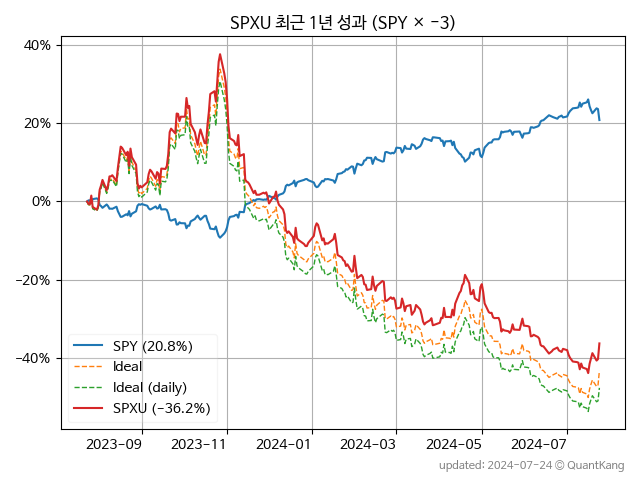 SPXU 최근 1년 성과 (SPY × −3)
40%
20%
0%
−20%
−40%
SPY (20.8%)
Ideal
Ideal (daily)
SPXU (−36.2%)
2023−09 2023−11 2024−01 2024−03 2024−05 2024−07
updated: 2024−07−24 © QuantKang